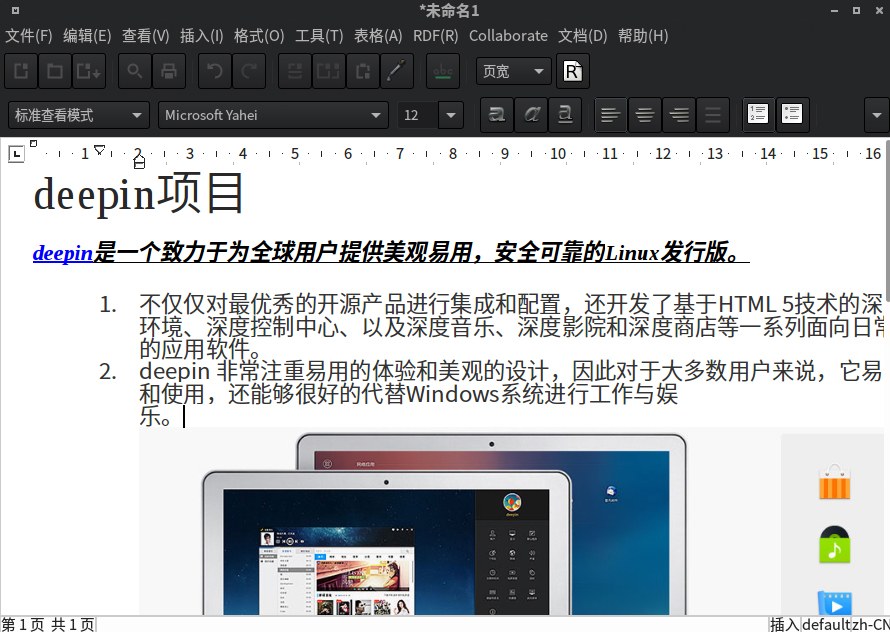 *未命名1
文件(F) 编辑(E) 查看(V) 插入(I) 格式(O) 工具(T) 表格(A) RDF(R) Collaborate 文档(D) 帮助(H)
abc 页宽 R
标准查看模式 Microsoft Yahei 12 a a a
L 1 2 3 4 5 6 7 8 9 10 11 12 13 14 15 16
deepin项目
deepin是一个致力于为全球用户提供美观易用，安全可靠的Linux发行版。
1. 不仅仅对最优秀的开源产品进行集成和配置，还开发了基于HTML 5技术的深
环境、深度控制中心、以及深度音乐、深度影院和深度商店等一系列面向日常
的应用软件。
2. deepin 非常注重易用的体验和美观的设计，因此对于大多数用户来说，它易
和使用，还能够很好的代替Windows系统进行工作与娱
乐。
第1页 共1页 插入 defaultzh-CN